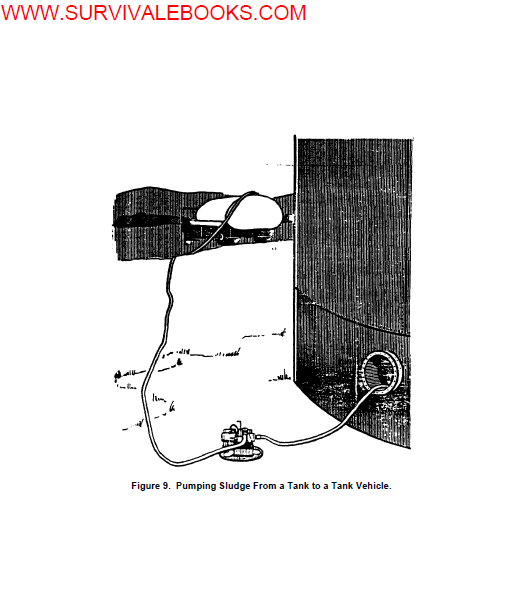 WWW.SURVIVALEBOOKS.COM
Figure 9. Pumping Sludge From a Tank to a Tank Vehicle.